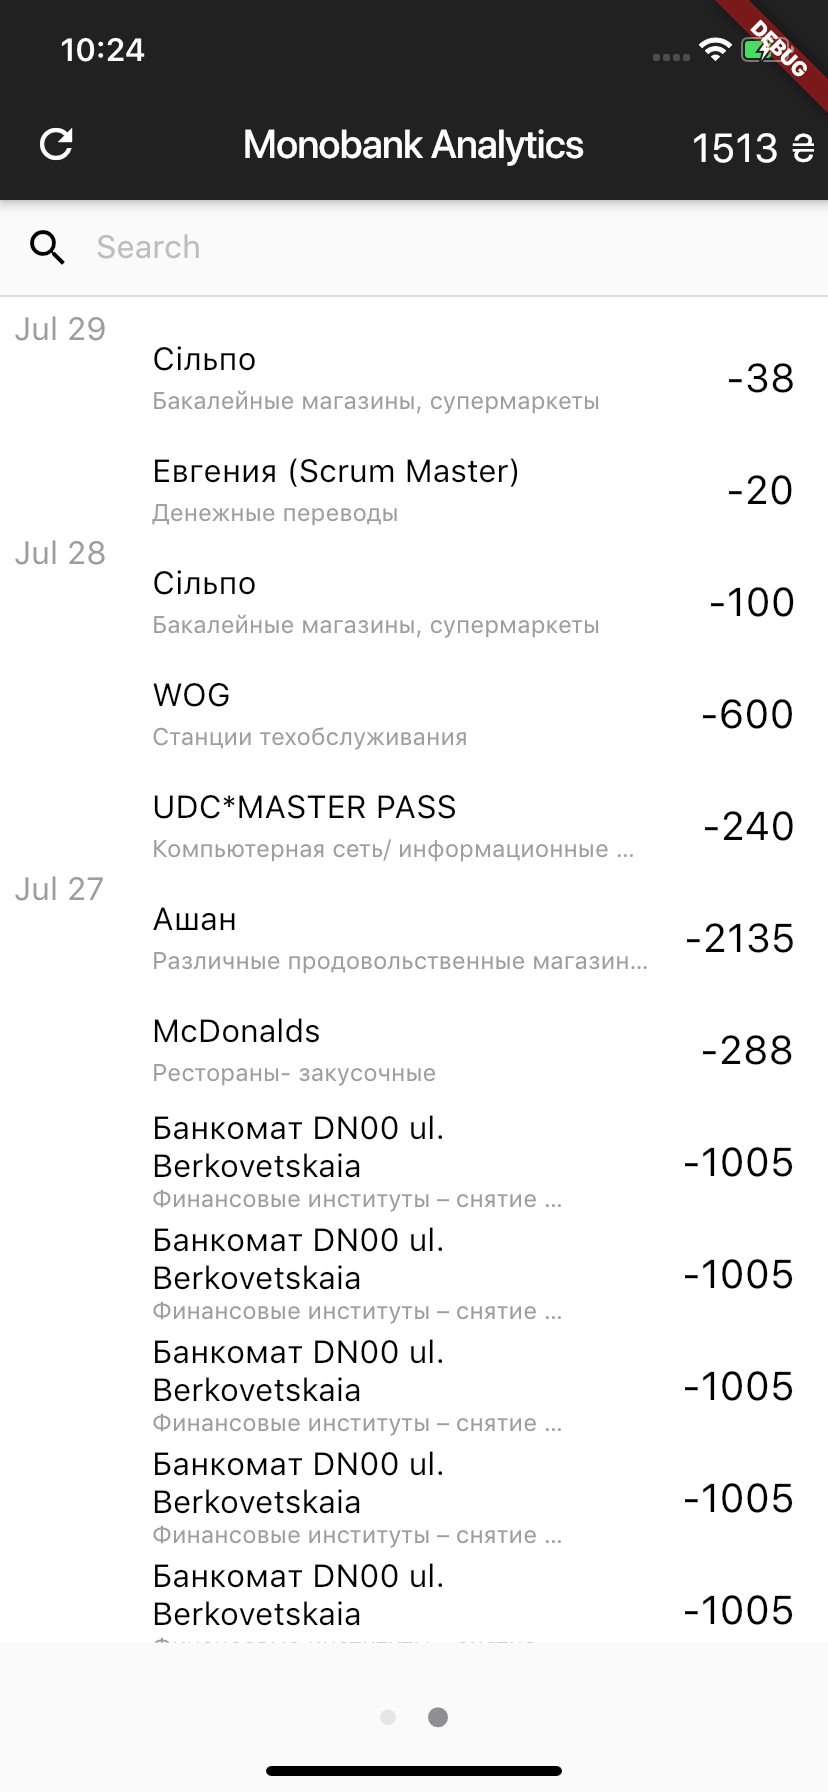 10:24
DEBUG
Monobank Analytics
1513 ₴
Search
Jul 29
Сільпо
Бакалейные магазины, супермаркеты
-38
Евгения (Scrum Master)
Денежные переводы
-20
Jul 28
Сільпо
Бакалейные магазины, супермаркеты
-100
WOG
Станции техобслуживания
-600
UDC*MASTER PASS
Компьютерная сеть/ информационные ...
-240
Jul 27
Ашан
Различные продовольственные магазин...
-2135
McDonalds
Рестораны- закусочные
-288
Банкомат DN00 ul.
Berkovetskaia
Финансовые институты – снятие ...
-1005
Банкомат DN00 ul.
Berkovetskaia
Финансовые институты – снятие ...
-1005
Банкомат DN00 ul.
Berkovetskaia
Финансовые институты – снятие ...
-1005
Банкомат DN00 ul.
Berkovetskaia
Финансовые институты – снятие ...
-1005
Банкомат DN00 ul.
Berkovetskaia
-1005